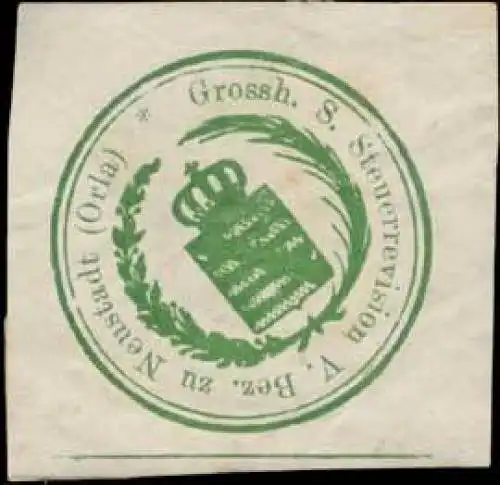 Grossh. S. Steuerrevision V. Bez. zu Neustadt (Orla) *